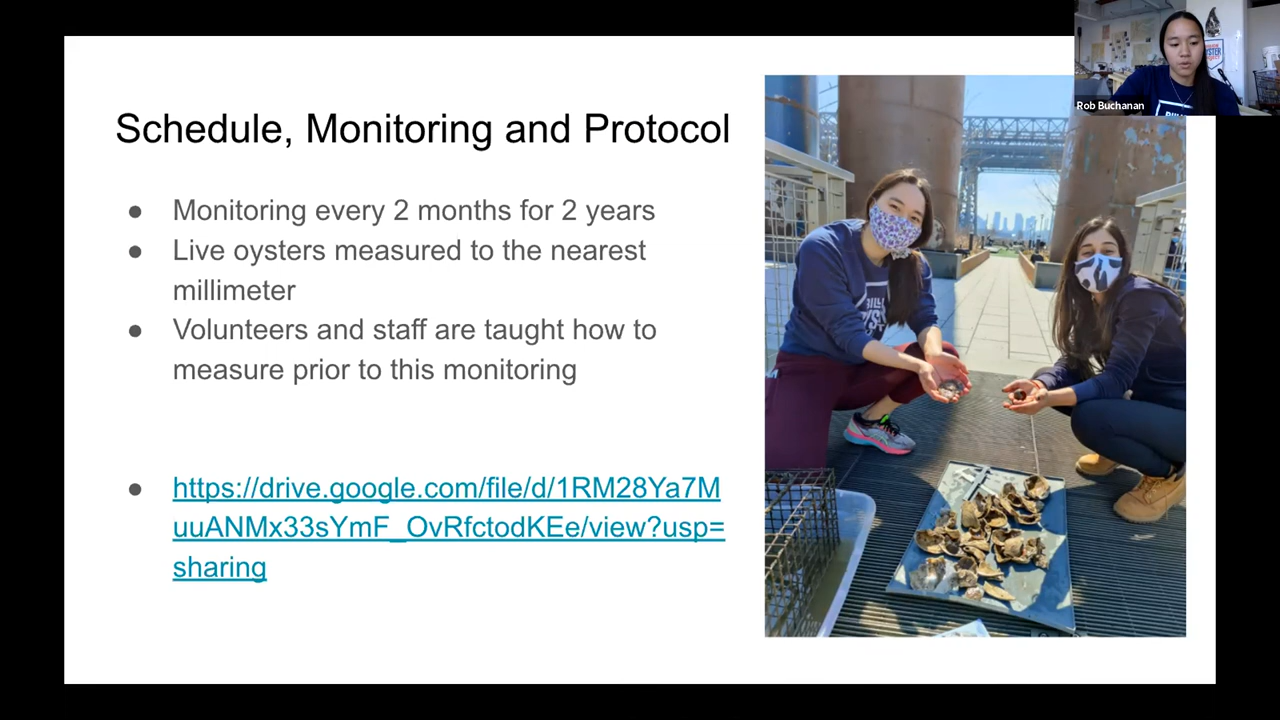 Schedule, Monitoring and Protocol
● Monitoring every 2 months for 2 years
● Live oysters measured to the nearest
millimeter
● Volunteers and staff are taught how to
measure prior to this monitoring
● https://drive.google.com/file/d/1RM28Ya7M
uuANMx33sYmF_OvRfctodKEe/view?usp=
sharing
Rob Buchanan